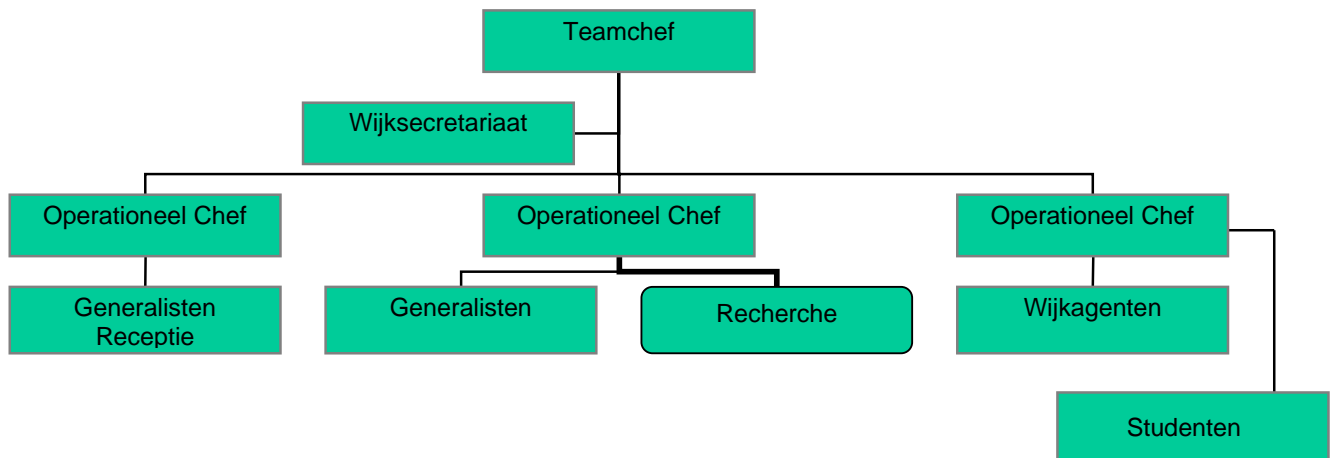 Teamchef
Wijksecretariaat
Operationeel Chef
Operationeel Chef
Operationeel Chef
Generalisten
Receptie
Generalisten
Recherche
Wijkagenten
Studenten